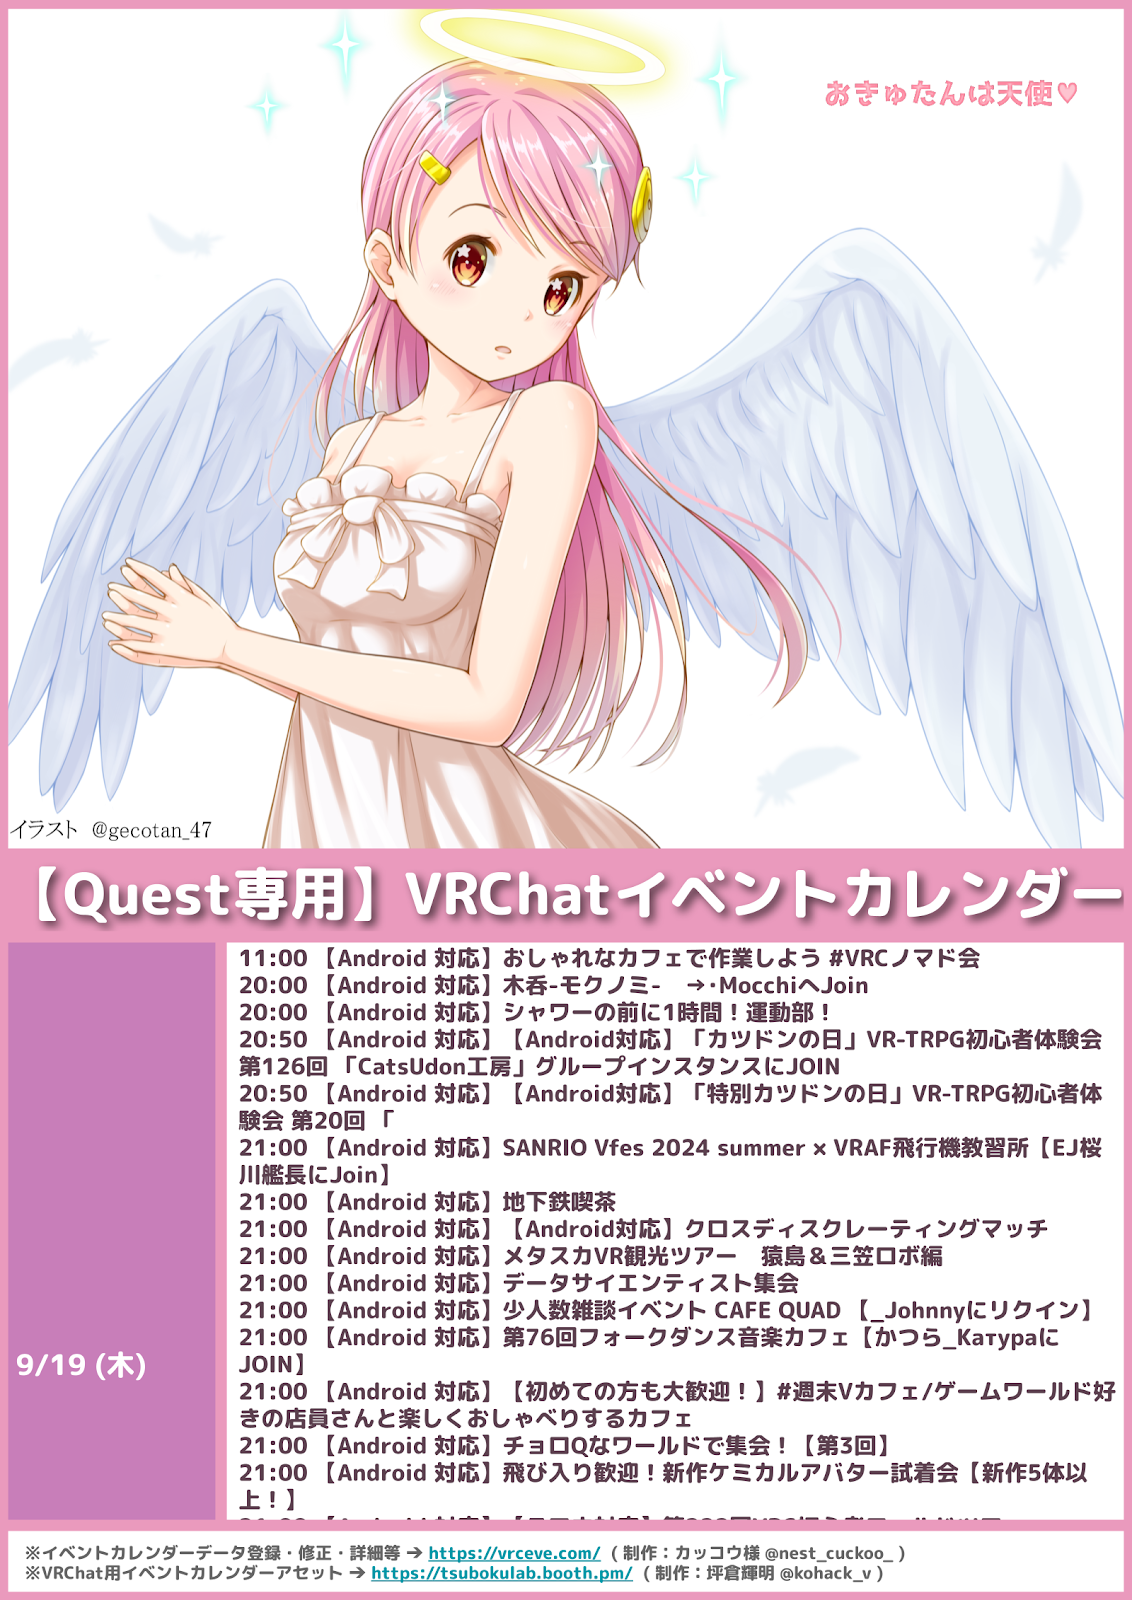 おきゅたんは天使♥
イラスト @gecotan_47
【Quest専用】VRChatイベントカレンダー
9/19 (木)
11:00 【Android 対応】おしゃれなカフェで作業しよう #VRCノマド会
20:00 【Android 対応】木呑-モクノミ-　→･MocchiへJoin
20:00 【Android 対応】シャワーの前に1時間！運動部！
20:50 【Android 対応】【Android対応】「カツドンの日」VR-TRPG初心者体験会
第126回 「CatsUdon工房」グループインスタンスにJOIN
20:50 【Android 対応】【Android対応】「特別カツドンの日」VR-TRPG初心者体
験会 第20回 「
21:00 【Android 対応】SANRIO Vfes 2024 summer × VRAF飛行機教習所【EJ桜
川艦長にJoin】
21:00 【Android 対応】地下鉄喫茶
21:00 【Android 対応】【Android対応】クロスディスクレーティングマッチ
21:00 【Android 対応】メタスカVR観光ツアー　猿島＆三笠ロボ編
21:00 【Android 対応】データサイエンティスト集会
21:00 【Android 対応】少人数雑談イベント CAFE QUAD 【_Johnnyにリクイン】
21:00 【Android 対応】第76回フォークダンス音楽カフェ【かつら_Катураに
JOIN】
21:00 【Android 対応】【初めての方も大歓迎！】#週末Vカフェ/ゲームワールド好
きの店員さんと楽しくおしゃべりするカフェ
21:00 【Android 対応】チョロQなワールドで集会！【第3回】
21:00 【Android 対応】飛び入り歓迎！新作ケミカルアバター試着会【新作5体以
上！】
※イベントカレンダーデータ登録・修正・詳細等 ➔ https://vrceve.com/ ( 制作：カッコウ様 @nest_cuckoo_ )
※VRChat用イベントカレンダーアセット ➔ https://tsubokulab.booth.pm/ ( 制作：坪倉輝明 @kohack_v )